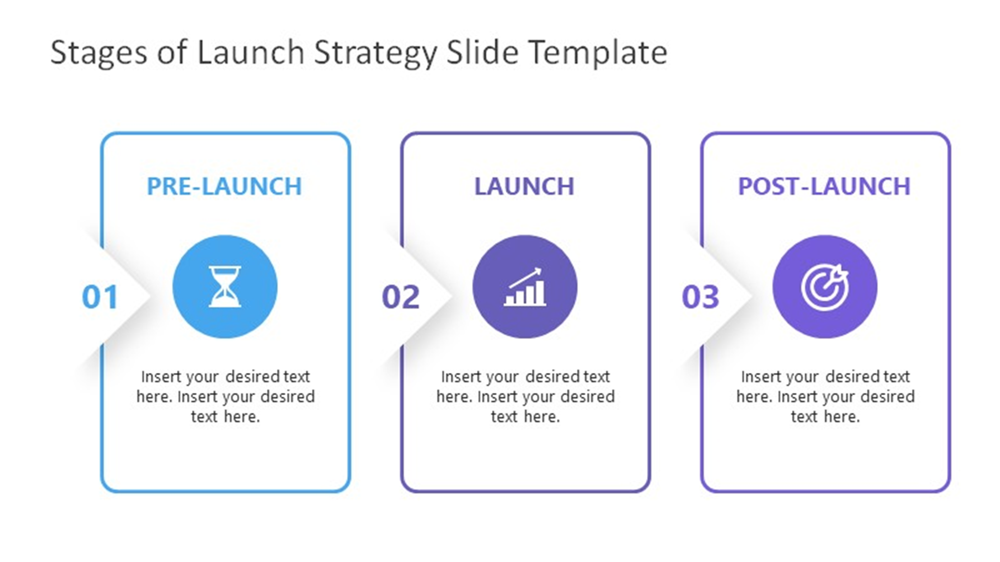 Stages of Launch Strategy Slide Template
PRE-LAUNCH
01
Insert your desired text
here. Insert your desired
text here.
LAUNCH
02
Insert your desired text
here. Insert your desired
text here.
POST-LAUNCH
03
Insert your desired text
here. Insert your desired
text here.